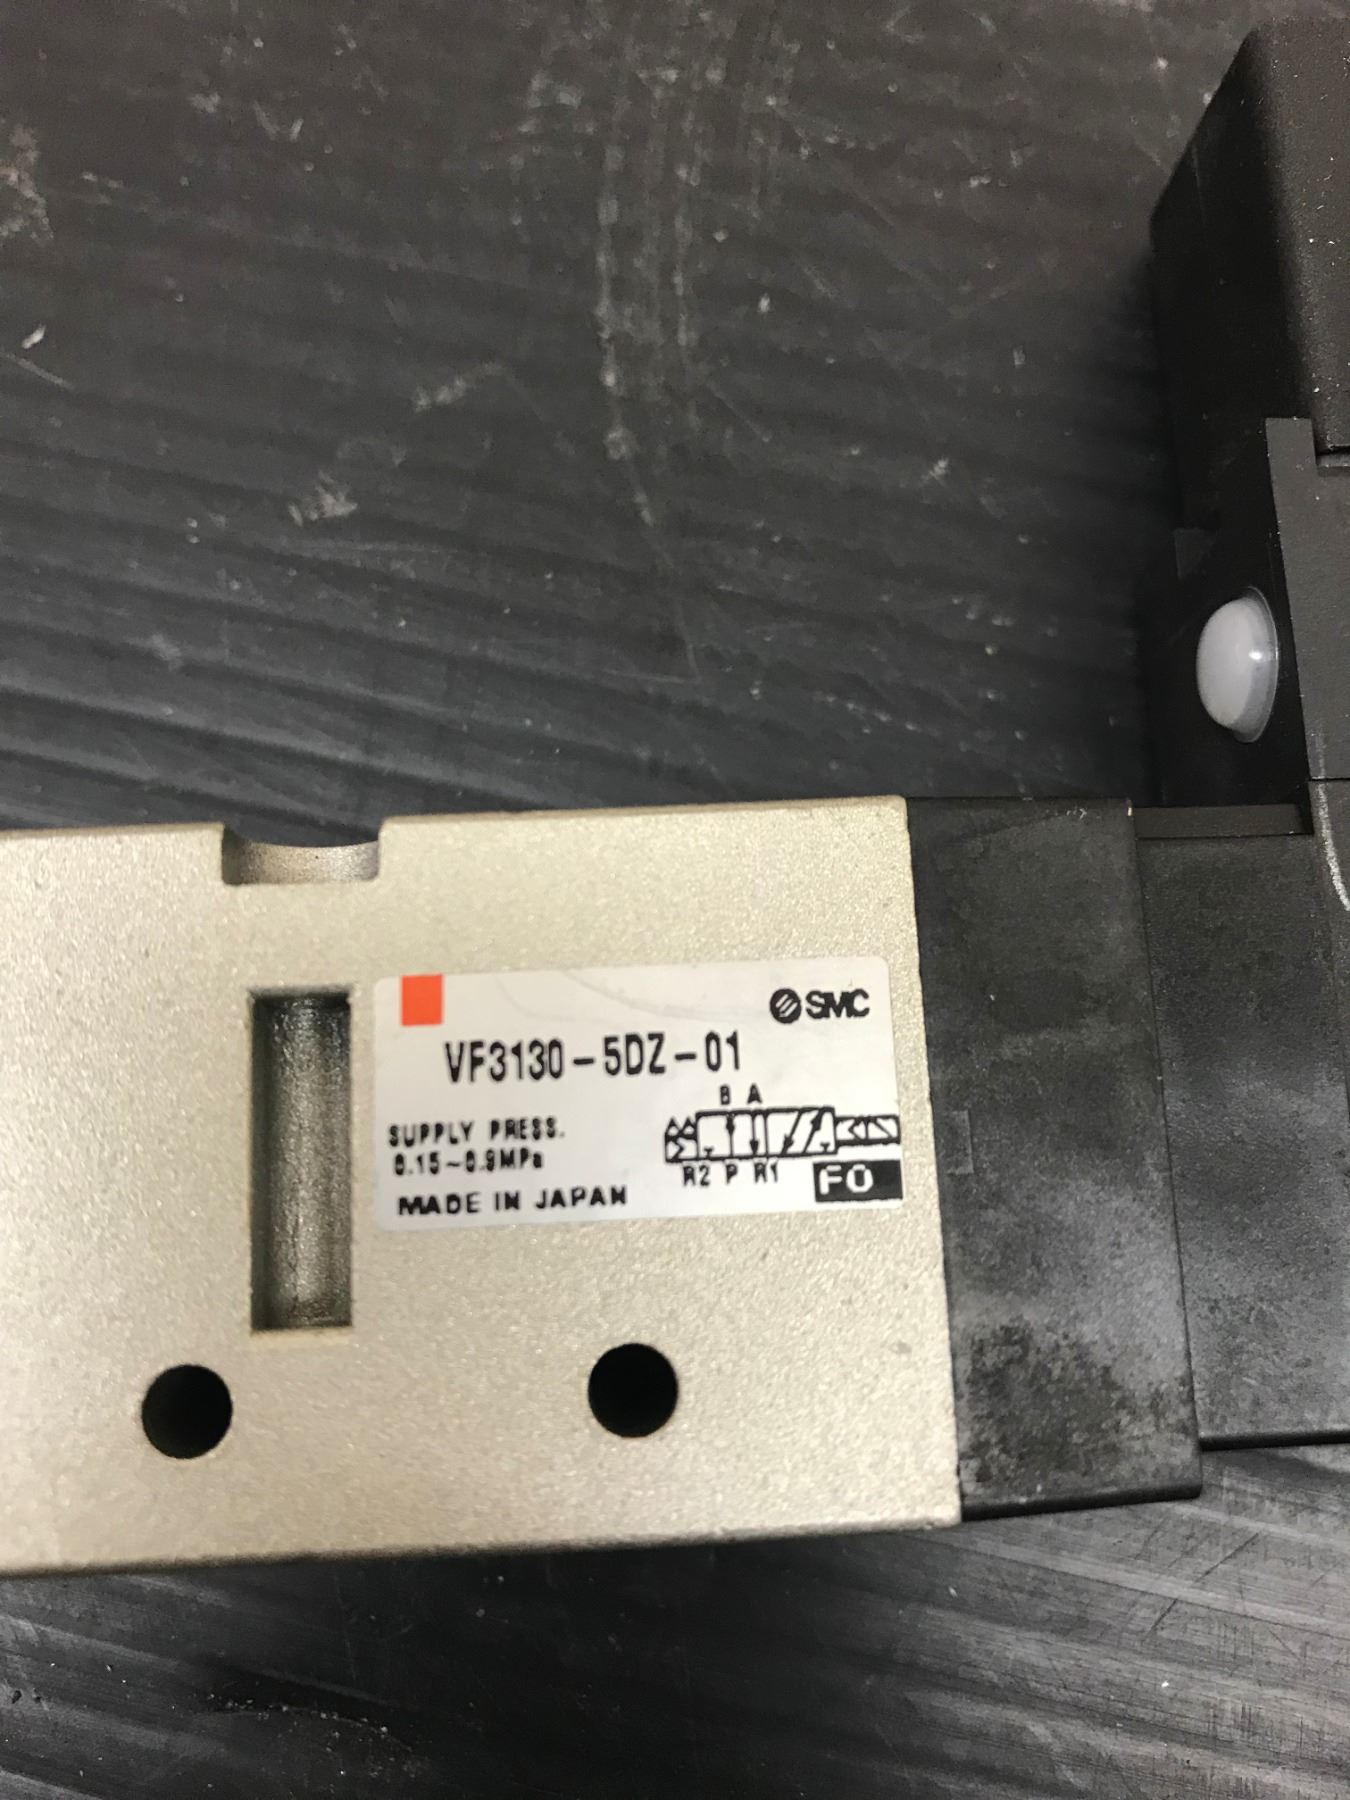 SMC
VF3130-5DZ-01
B A
SUPPLY PRESS.
0.15~0.9MPa
R2 P R1
FO
MADE IN JAPAN